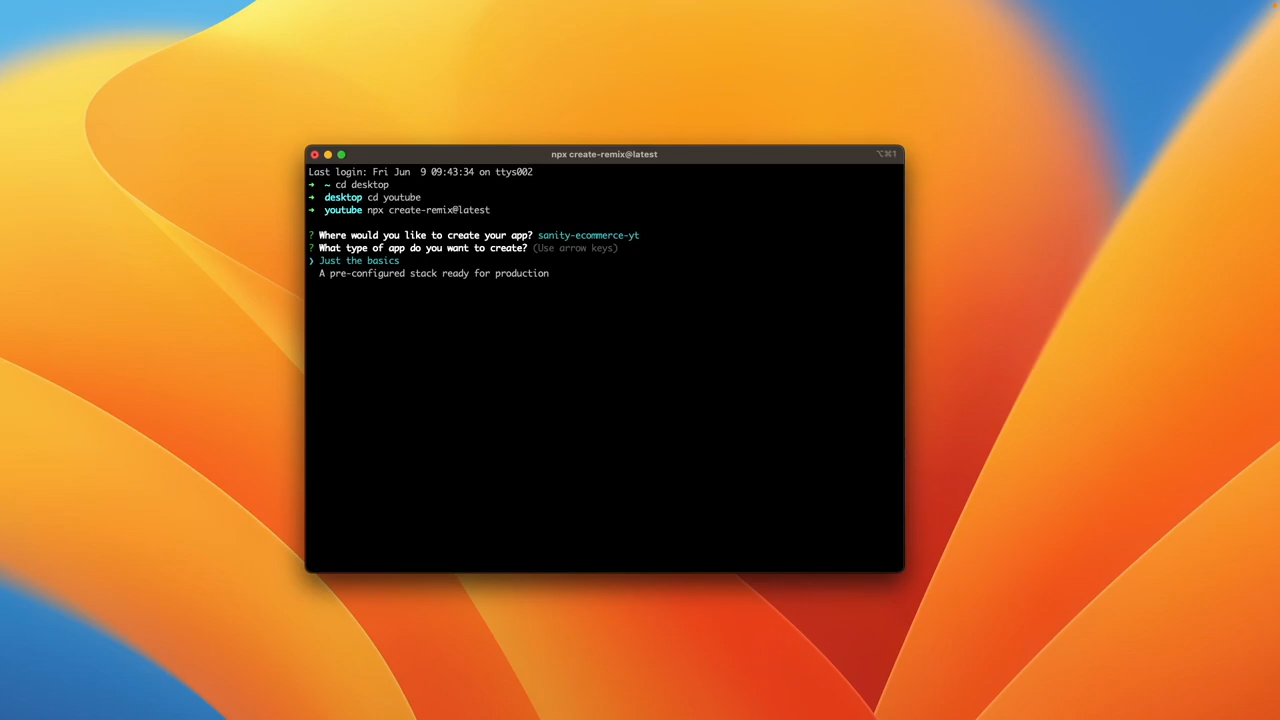 npx create-remix@latest
⌥⌘1
Last login: Fri Jun  9 09:43:34 on ttys002
➜  ~ cd desktop
➜  desktop cd youtube
➜  youtube npx create-remix@latest
? Where would you like to create your app? sanity-ecommerce-yt
? What type of app do you want to create? (Use arrow keys)
❯ Just the basics
  A pre-configured stack ready for production